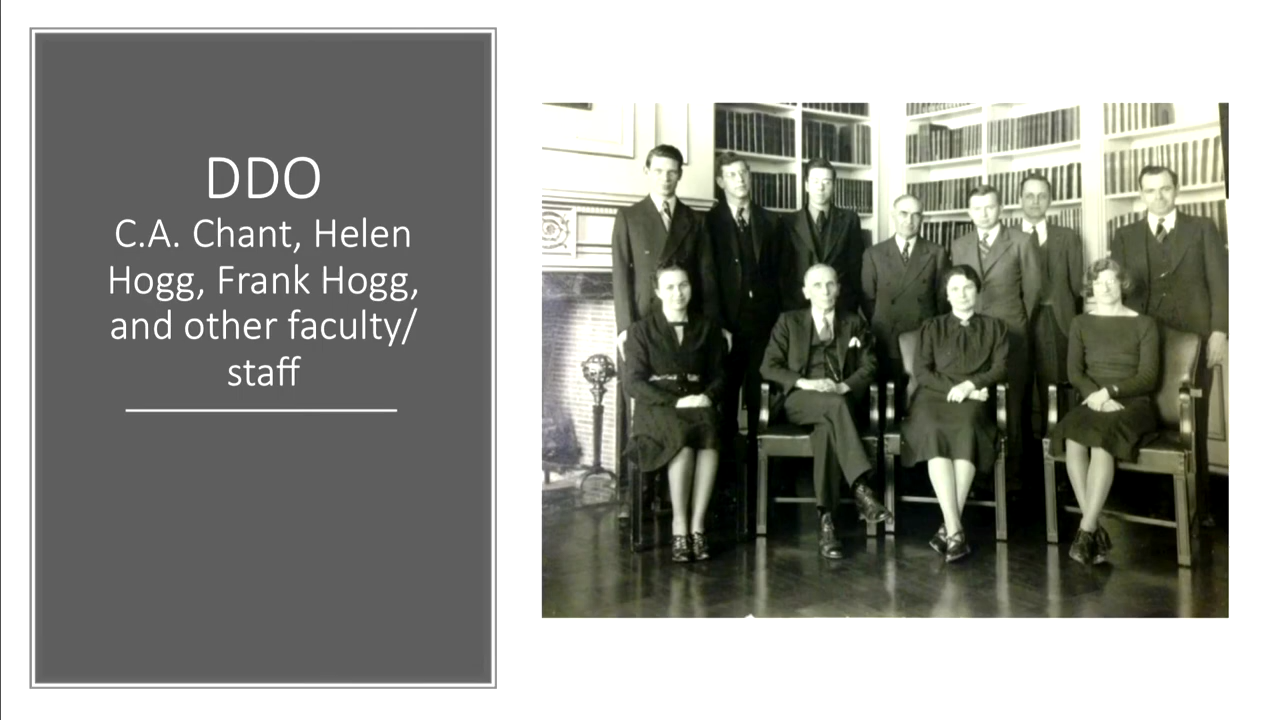 DDO
C.A. Chant, Helen
Hogg, Frank Hogg,
and other faculty/
staff